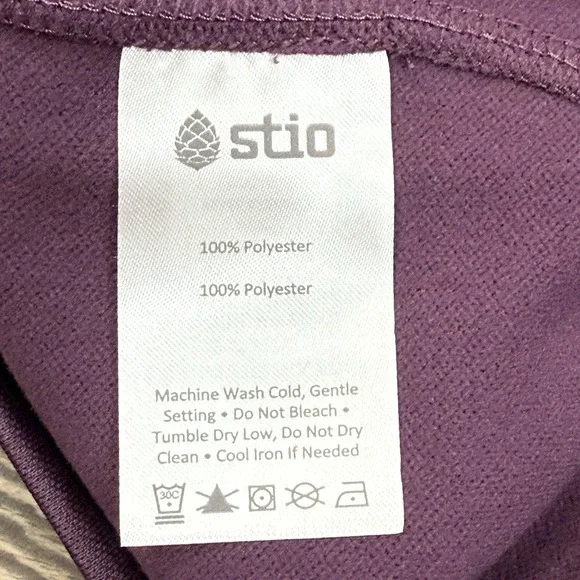 stio
100% Polyester
100% Polyester
Machine Wash Cold, Gentle
Setting • Do Not Bleach •
Tumble Dry Low, Do Not Dry
Clean • Cool Iron If Needed
30C